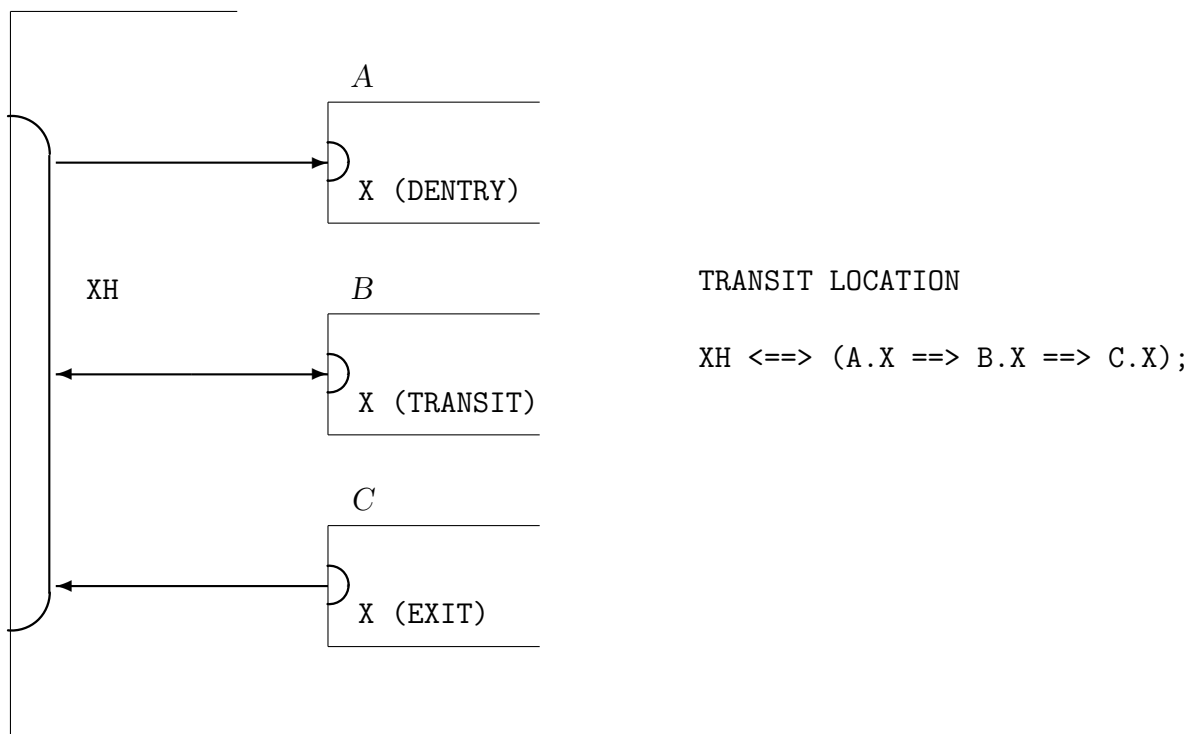 A
X (DENTRY)
XH
B
X (TRANSIT)
C
X (EXIT)
TRANSIT LOCATION
XH <==> (A.X ==> B.X ==> C.X);